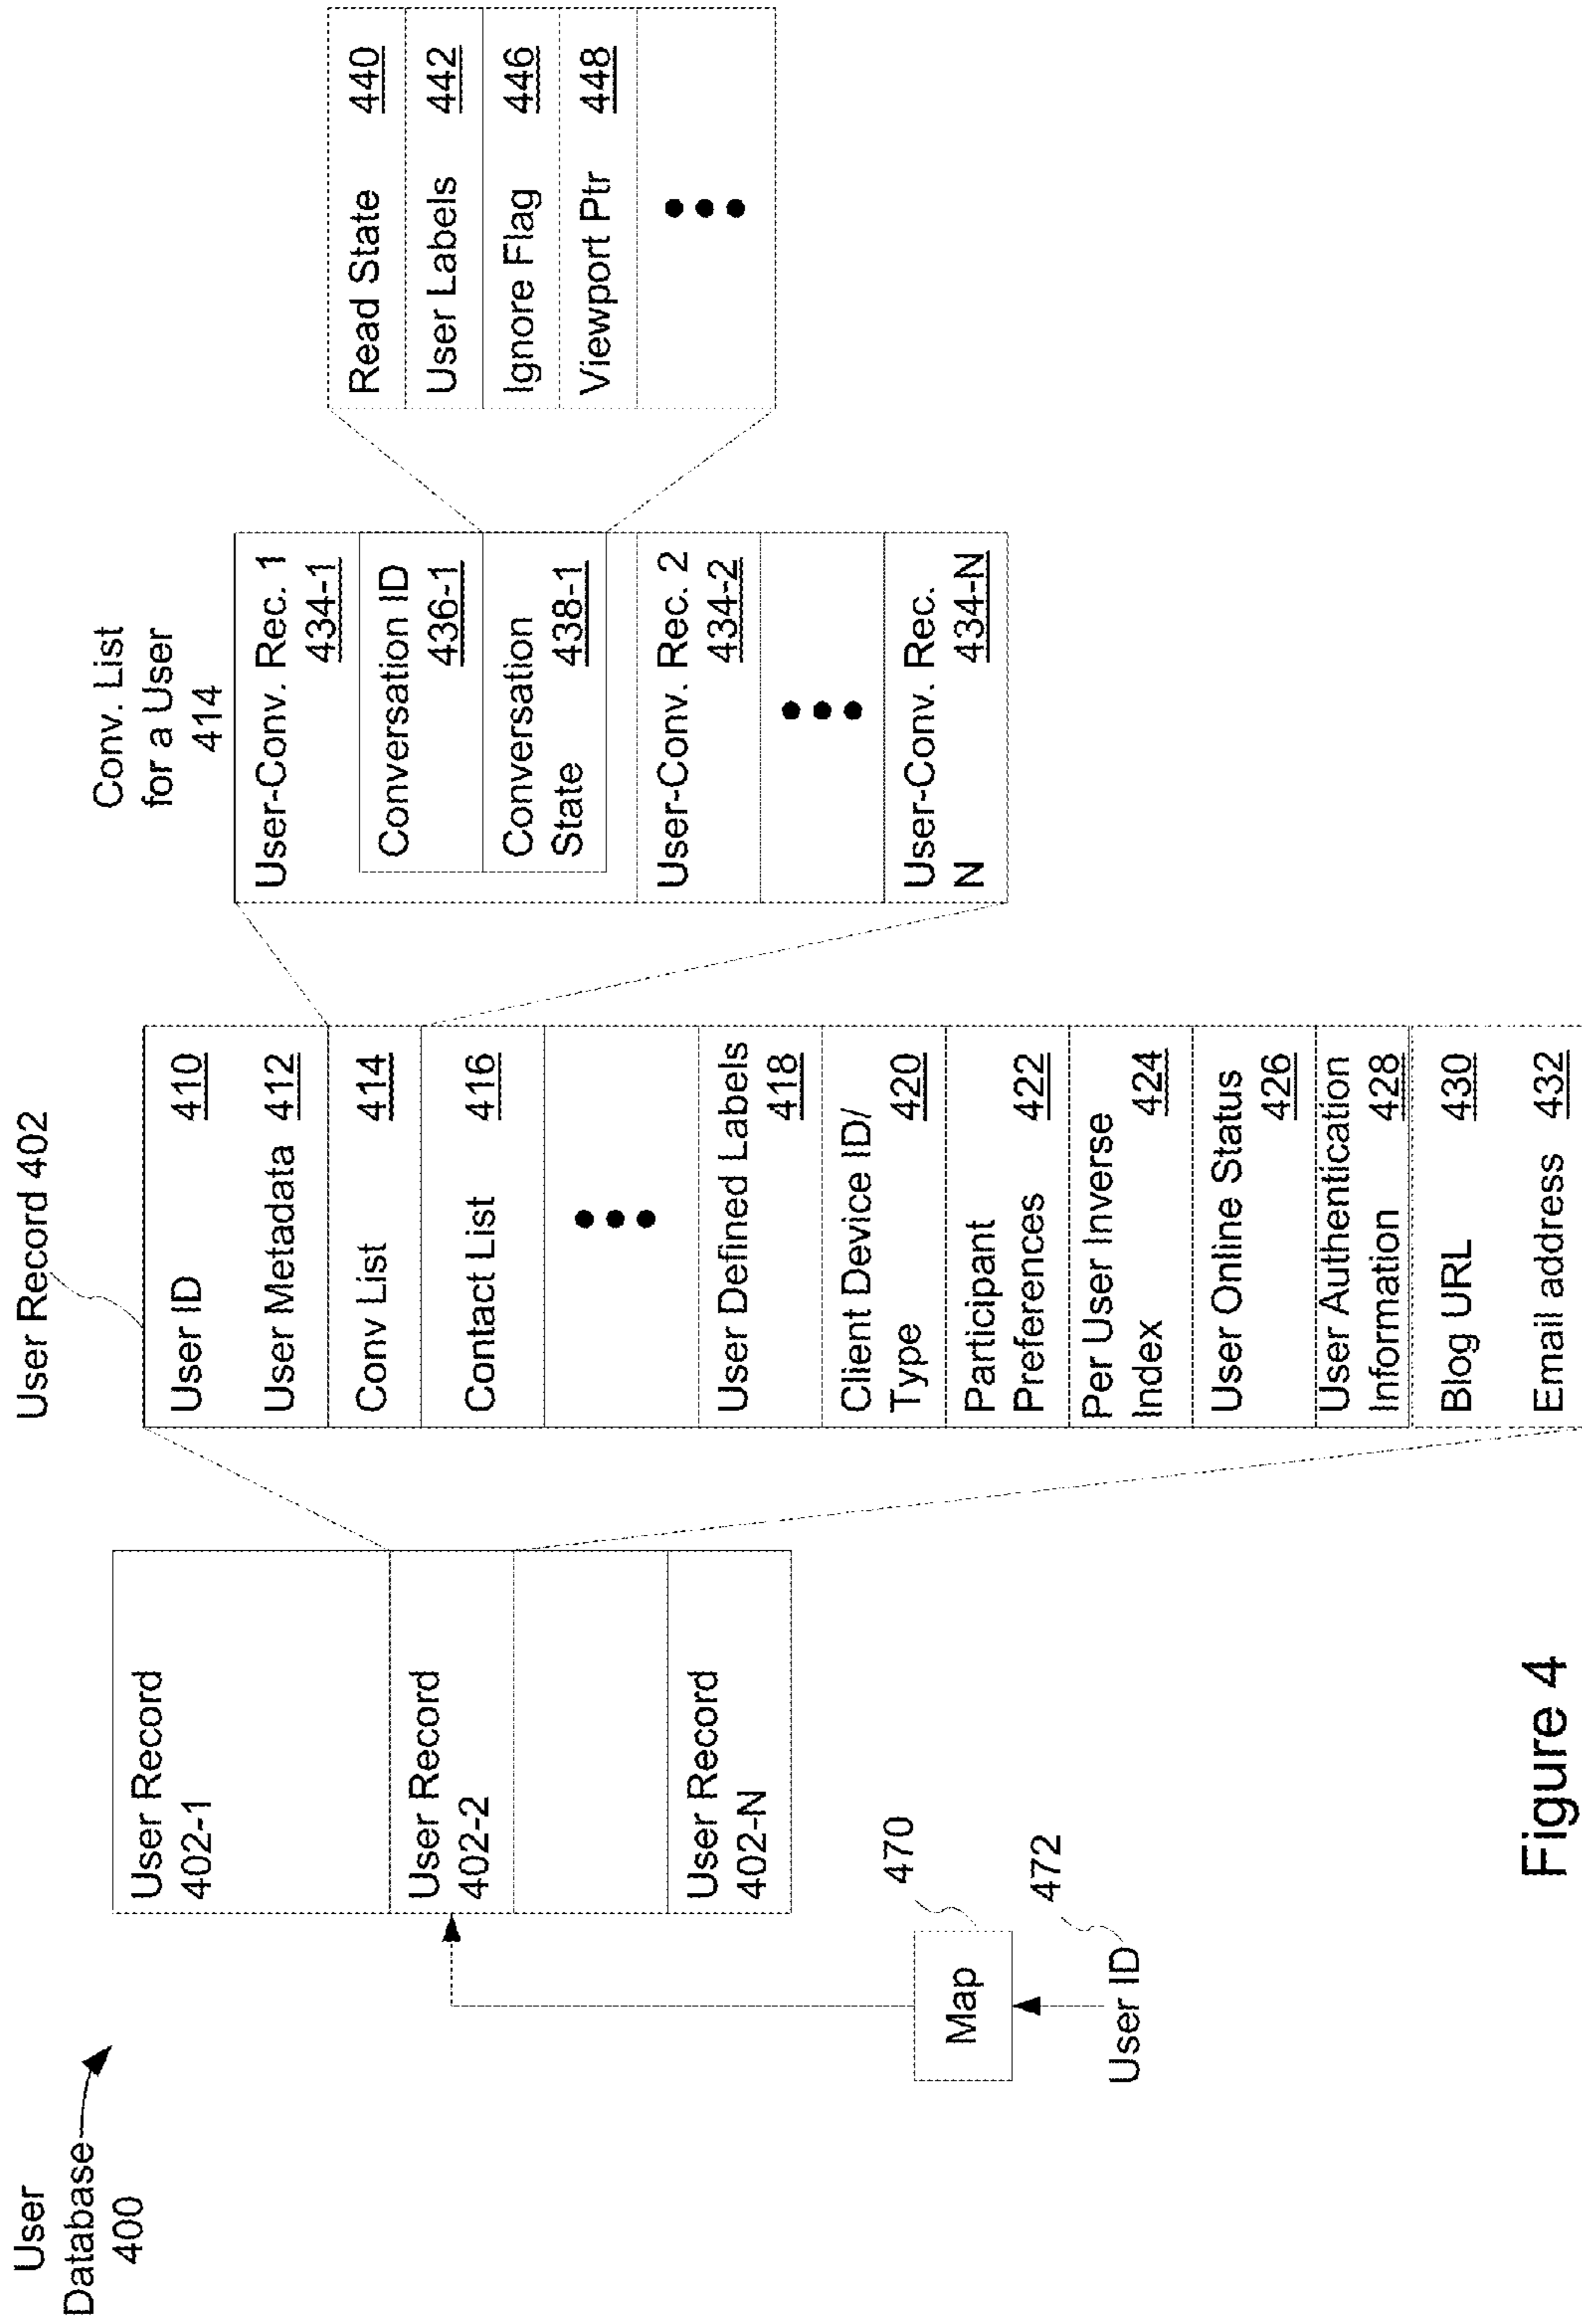 User
Database
400
User Record
402-1
User Record
402-2
User Record
402-N
Map
470
User ID
472
User Record 402
User ID 410
User Metadata 412
Conv List 414
Contact List 416
User Defined Labels
418
Client Device ID/
Type 420
Participant
Preferences 422
Per User Inverse
Index 424
User Online Status
426
User Authentication
Information 428
Blog URL 430
Email address 432
Conv. List
for a User
414
User-Conv. Rec. 1
434-1
Conversation ID
436-1
Conversation
State 438-1
User-Conv. Rec. 2
434-2
User-Conv. Rec.
N 434-N
Read State 440
User Labels 442
Ignore Flag 446
Viewport Ptr 448
Figure 4